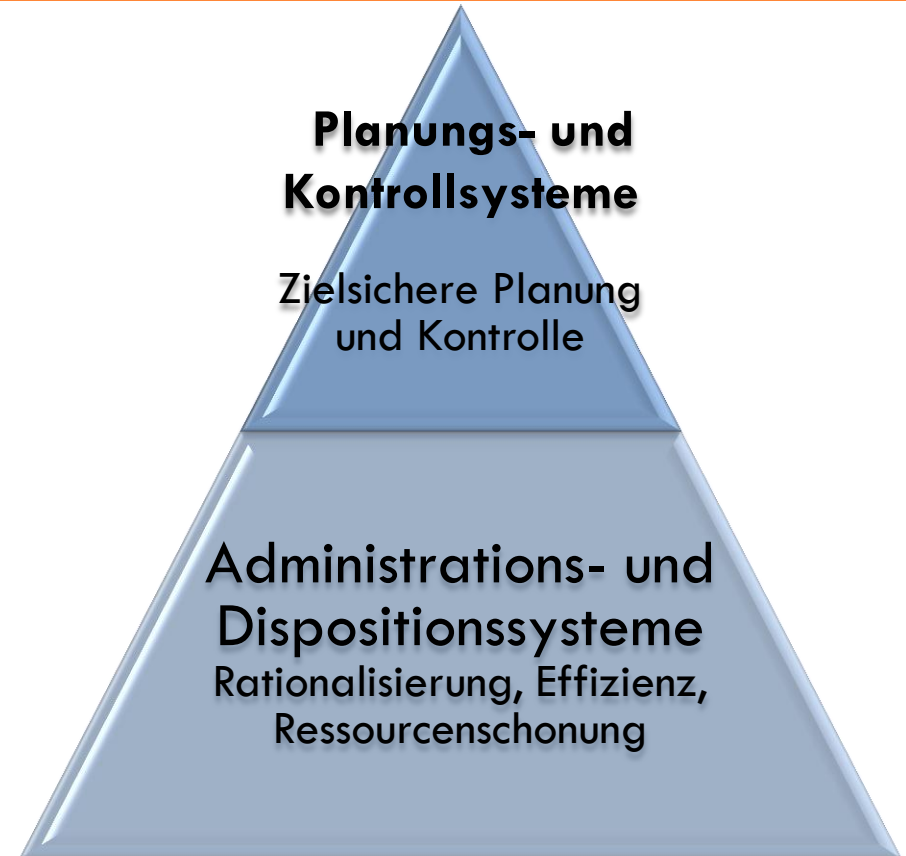 Planungs- und
Kontrollsysteme
Zielsichere Planung
und Kontrolle
Administrations- und
Dispositionssysteme
Rationalisierung, Effizienz,
Ressourcenschonung